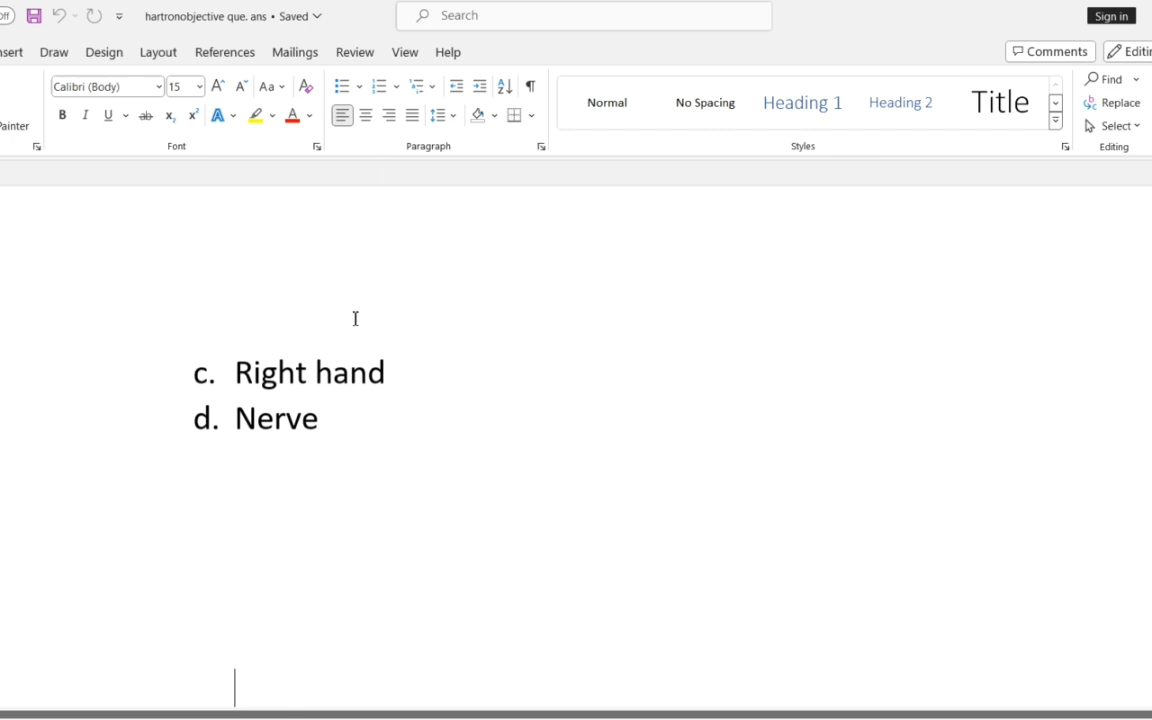 hartronobjective que. ans • Saved
Search
Sign in
Draw
Design
Layout
References
Mailings
Review
View
Help
Comments
Calibri (Body)
15
Aa
Normal
No Spacing
Heading 1
Heading 2
Title
Find
Replace
Select
Font
Paragraph
Styles
Editing
c. Right hand
d. Nerve